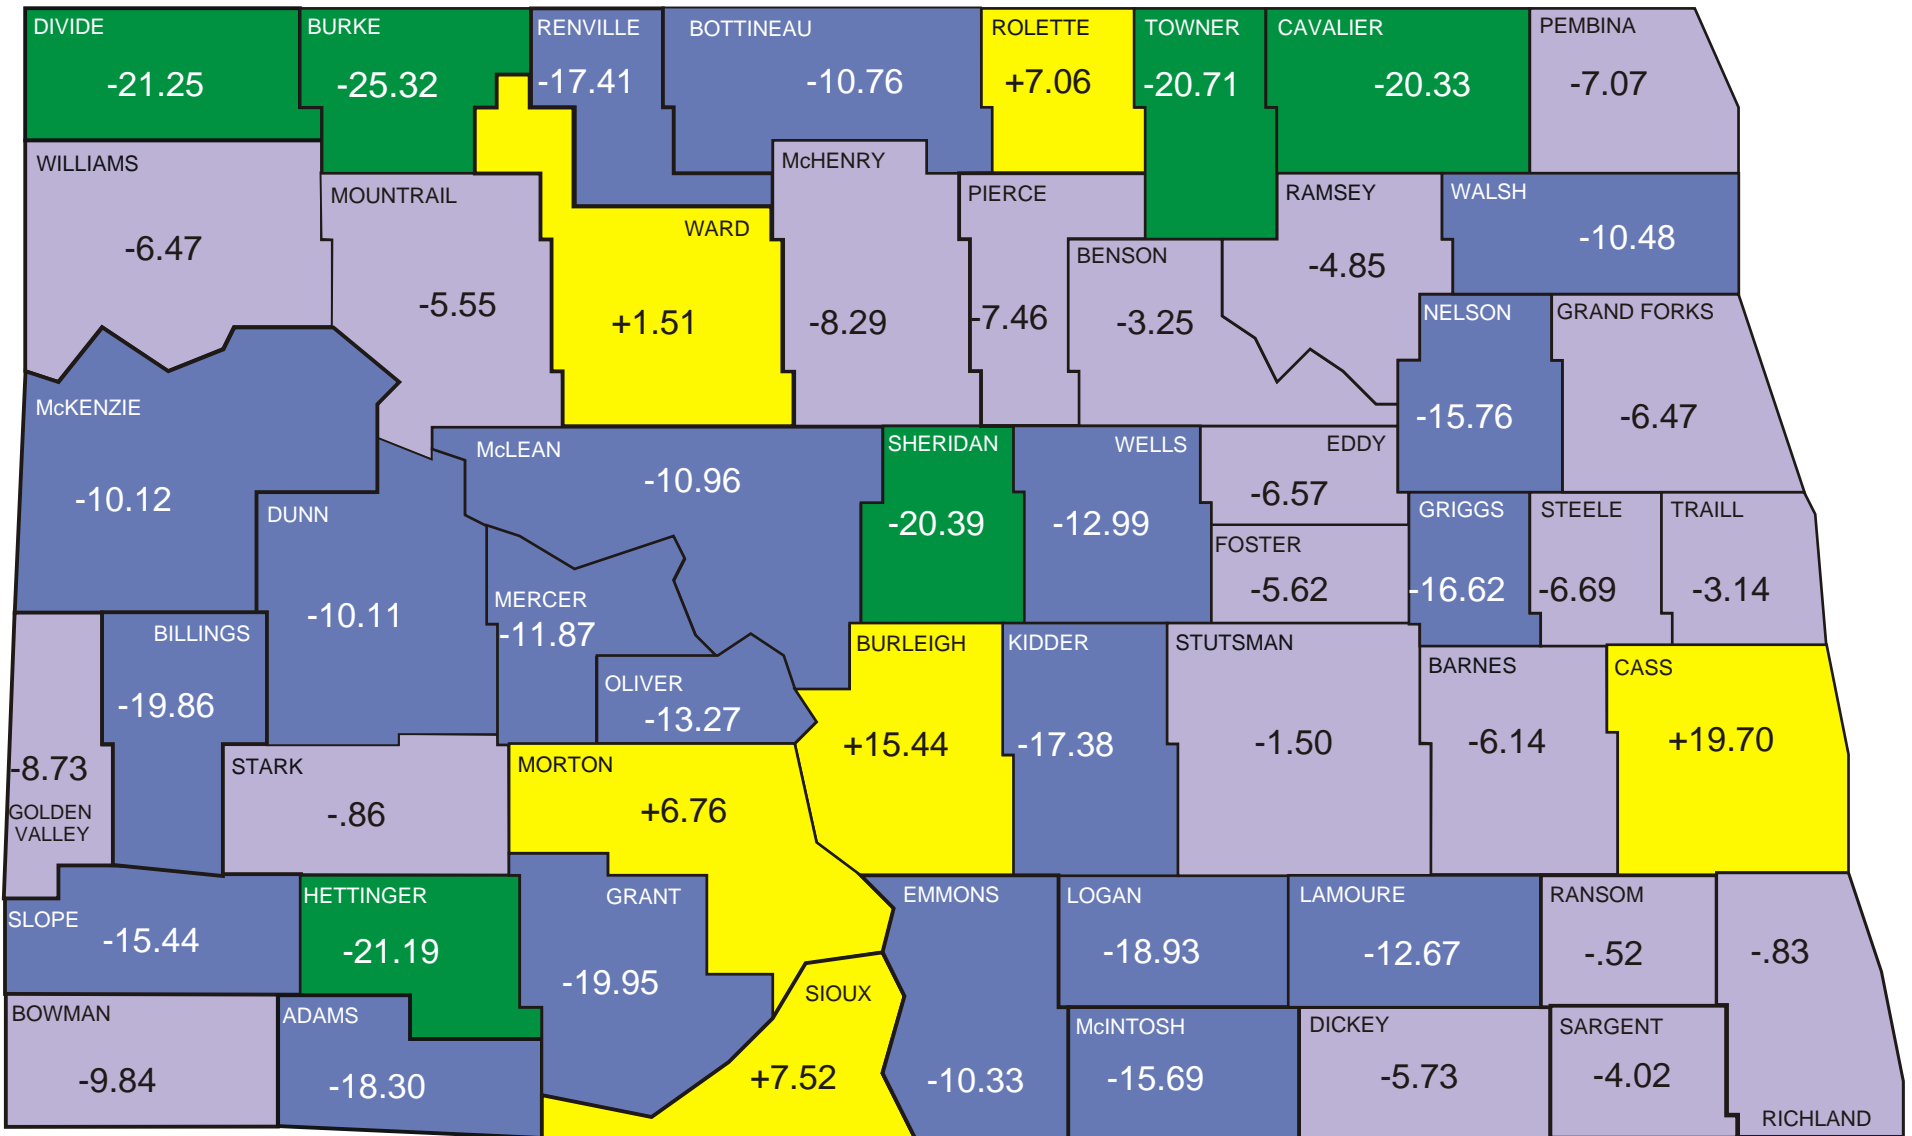 DIVIDE
-21.25
BURKE
-25.32
RENVILLE
-17.41
BOTTINEAU
-10.76
ROLETTE
+7.06
TOWNER
-20.71
CAVALIER
-20.33
PEMBINA
-7.07
WILLIAMS
-6.47
MOUNTRAIL
-5.55
WARD
+1.51
McHENRY
-8.29
PIERCE
-7.46
BENSON
-3.25
RAMSEY
-4.85
WALSH
-10.48
NELSON
-15.76
GRAND FORKS
-6.47
McKENZIE
-10.12
DUNN
-10.11
McLEAN
-10.96
MERCER
-11.87
OLIVER
-13.27
SHERIDAN
-20.39
WELLS
-12.99
EDDY
-6.57
FOSTER
-5.62
GRIGGS
-16.62
STEELE
-6.69
TRAILL
-3.14
-8.73
GOLDEN
VALLEY
BILLINGS
-19.86
STARK
-.86
MORTON
+6.76
BURLEIGH
+15.44
KIDDER
-17.38
STUTSMAN
-1.50
BARNES
-6.14
CASS
+19.70
SLOPE
-15.44
HETTINGER
-21.19
GRANT
-19.95
EMMONS
-10.33
LOGAN
-18.93
LAMOURE
-12.67
RANSOM
-.52
-.83
RICHLAND
BOWMAN
-9.84
ADAMS
-18.30
SIOUX
+7.52
McINTOSH
-15.69
DICKEY
-5.73
SARGENT
-4.02